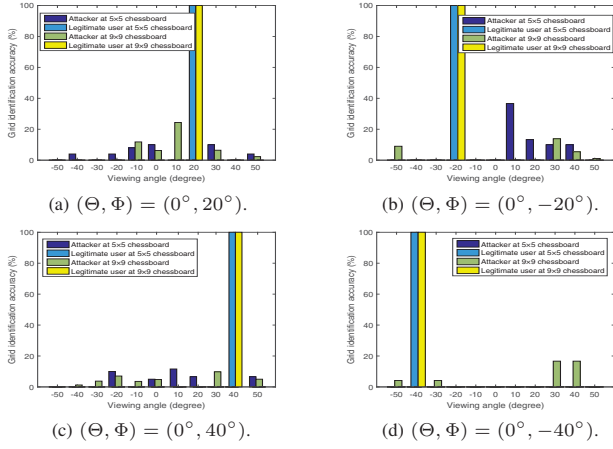 Attacker at 5×5 chessboard
Legitimate user at 5×5 chessboard
Attacker at 9×9 chessboard
Legitimate user at 9×9 chessboard
Grid identification accuracy (%)
100
80
60
40
20
0
-50 -40 -30 -20 -10 0 10 20 30 40 50
Viewing angle (degree)
(a) (Θ, Φ) = (0°, 20°).
Attacker at 5×5 chessboard
Legitimate user at 5×5 chessboard
Attacker at 9×9 chessboard
Legitimate user at 9×9 chessboard
Grid identification accuracy (%)
100
80
60
40
20
0
-50 -40 -30 -20 -10 0 10 20 30 40 50
Viewing angle (degree)
(b) (Θ, Φ) = (0°, −20°).
Attacker at 5×5 chessboard
Legitimate user at 5×5 chessboard
Attacker at 9×9 chessboard
Legitimate user at 9×9 chessboard
Grid identification accuracy (%)
100
80
60
40
20
0
-50 -40 -30 -20 -10 0 10 20 30 40 50
Viewing angle (degree)
(c) (Θ, Φ) = (0°, 40°).
Attacker at 5×5 chessboard
Legitimate user at 5×5 chessboard
Attacker at 9×9 chessboard
Legitimate user at 9×9 chessboard
Grid identification accuracy (%)
100
80
60
40
20
0
-50 -40 -30 -20 -10 0 10 20 30 40 50
Viewing angle (degree)
(d) (Θ, Φ) = (0°, −40°).